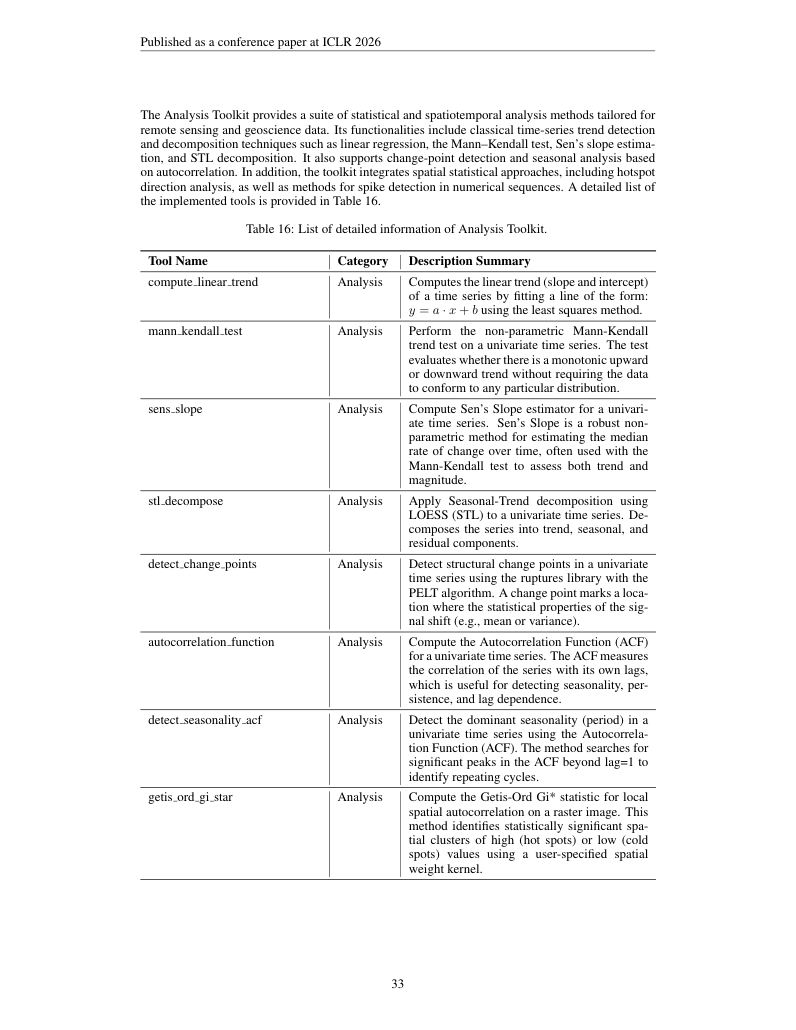 Published as a conference paper at ICLR 2026
The Analysis Toolkit provides a suite of statistical and spatiotemporal analysis methods tailored for
remote sensing and geoscience data. Its functionalities include classical time-series trend detection
and decomposition techniques such as linear regression, the Mann–Kendall test, Sen's slope estima-
tion, and STL decomposition. It also supports change-point detection and seasonal analysis based
on autocorrelation. In addition, the toolkit integrates spatial statistical approaches, including hotspot
direction analysis, as well as methods for spike detection in numerical sequences. A detailed list of
the implemented tools is provided in Table 16.
Table 16: List of detailed information of Analysis Toolkit.
Tool Name Category Description Summary
compute_linear_trend Analysis Computes the linear trend (slope and intercept)
of a time series by fitting a line of the form:
y = a · x + b using the least squares method.
mann_kendall_test Analysis Perform the non-parametric Mann-Kendall
trend test on a univariate time series. The test
evaluates whether there is a monotonic upward
or downward trend without requiring the data
to conform to any particular distribution.
sens_slope Analysis Compute Sen's Slope estimator for a univari-
ate time series. Sen's Slope is a robust non-
parametric method for estimating the median
rate of change over time, often used with the
Mann-Kendall test to assess both trend and
magnitude.
stl_decompose Analysis Apply Seasonal-Trend decomposition using
LOESS (STL) to a univariate time series. De-
composes the series into trend, seasonal, and
residual components.
detect_change_points Analysis Detect structural change points in a univariate
time series using the ruptures library with the
PELT algorithm. A change point marks a loca-
tion where the statistical properties of the sig-
nal shift (e.g., mean or variance).
autocorrelation_function Analysis Compute the Autocorrelation Function (ACF)
for a univariate time series. The ACF measures
the correlation of the series with its own lags,
which is useful for detecting seasonality, per-
sistence, and lag dependence.
detect_seasonality_acf Analysis Detect the dominant seasonality (period) in a
univariate time series using the Autocorrela-
tion Function (ACF). The method searches for
significant peaks in the ACF beyond lag=1 to
identify repeating cycles.
getis_ord_gi_star Analysis Compute the Getis-Ord Gi* statistic for local
spatial autocorrelation on a raster image. This
method identifies statistically significant spa-
tial clusters of high (hot spots) or low (cold
spots) values using a user-specified spatial
weight kernel.
33